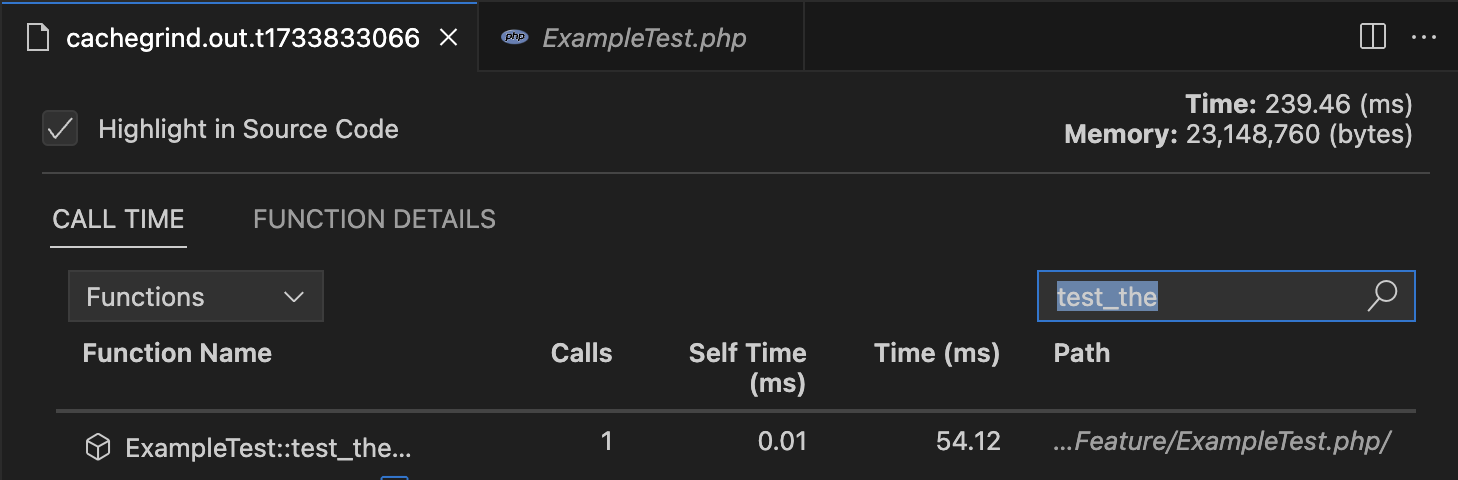 cachegrind.out.t1733833066
php ExampleTest.php
Highlight in Source Code
Time: 239.46 (ms)
Memory: 23,148,760 (bytes)
CALL TIME FUNCTION DETAILS
Functions
test_the
Function Name Calls Self Time (ms) Time (ms) Path
ExampleTest::test_the... 1 0.01 54.12 ...Feature/ExampleTest.php/